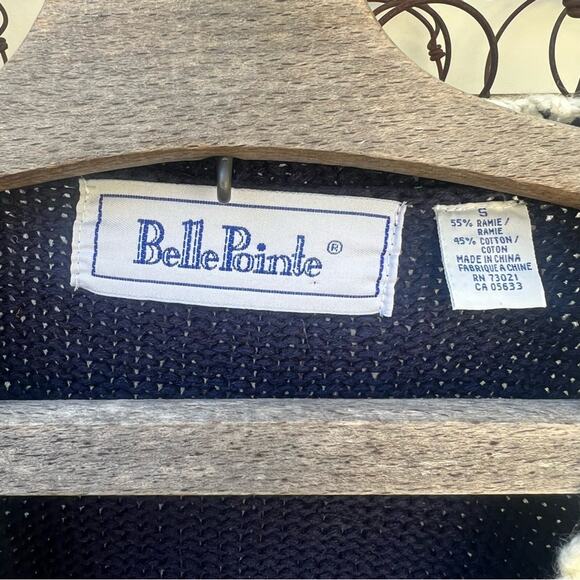 BellePointe®
S
55% RAMIE/
RAMIE
45% COTTON/
COTON
MADE IN CHINA
FABRIQUE A CHINE
RN 73021
CA 05633